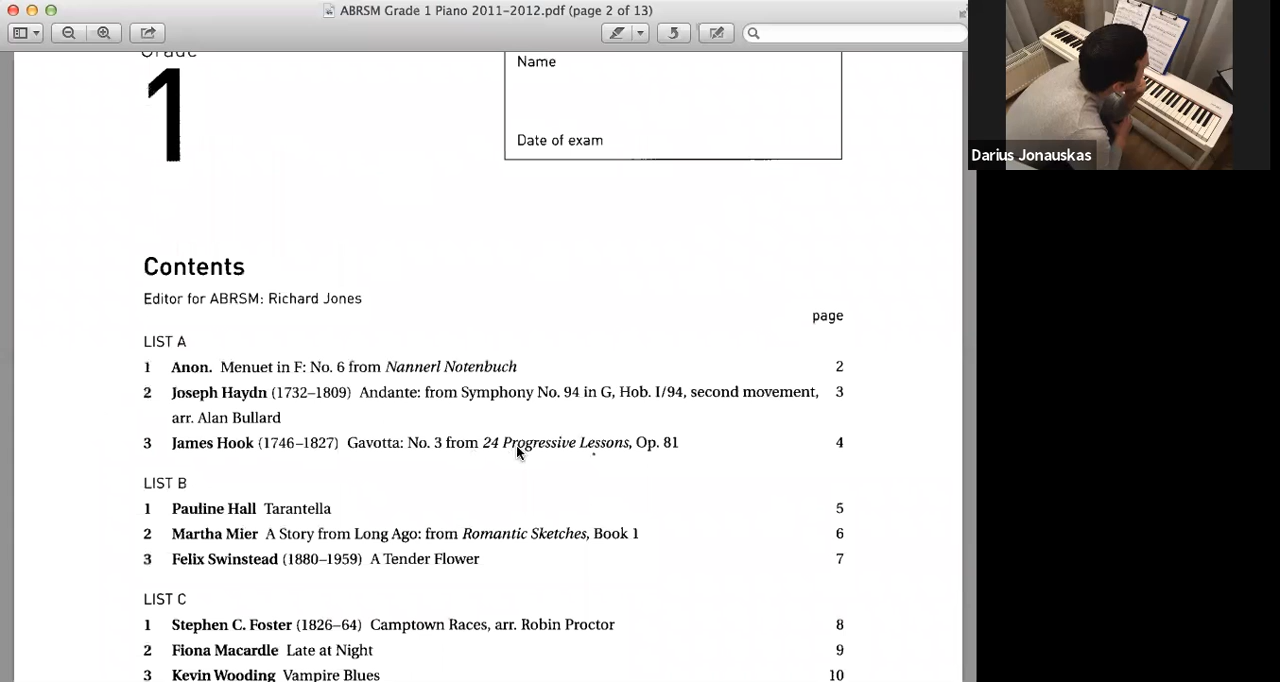 ABRSM Grade 1 Piano 2011-2012.pdf (page 2 of 13)
Grade
1
Name
Date of exam
Darius Jonauskas
Contents
Editor for ABRSM: Richard Jones
page
LIST A
1 Anon. Menuet in F: No. 6 from Nannerl Notenbuch 2
2 Joseph Haydn (1732–1809) Andante: from Symphony No. 94 in G, Hob. I/94, second movement, 3
arr. Alan Bullard
3 James Hook (1746–1827) Gavotta: No. 3 from 24 Progressive Lessons, Op. 81 4
LIST B
1 Pauline Hall Tarantella 5
2 Martha Mier A Story from Long Ago: from Romantic Sketches, Book 1 6
3 Felix Swinstead (1880–1959) A Tender Flower 7
LIST C
1 Stephen C. Foster (1826–64) Camptown Races, arr. Robin Proctor 8
2 Fiona Macardle Late at Night 9
3 Kevin Wooding Vampire Blues 10